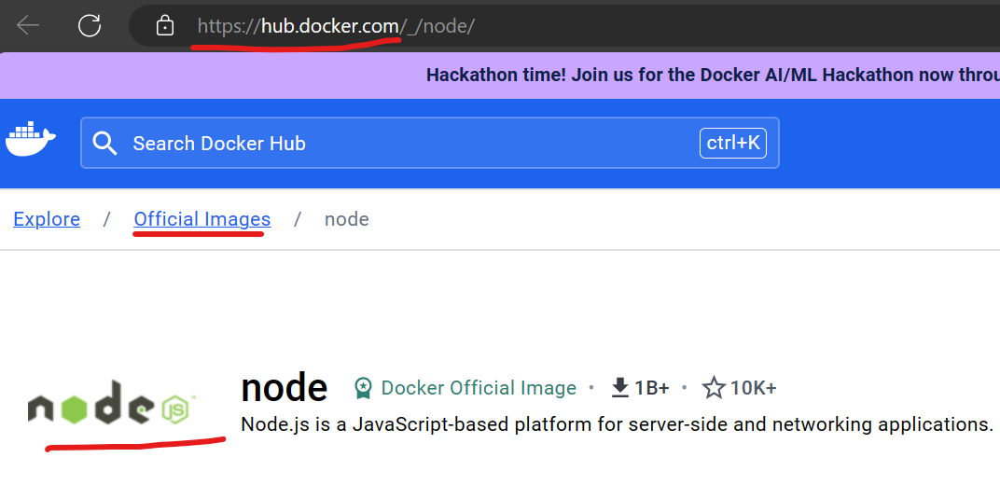 https://hub.docker.com/_/node/
Hackathon time! Join us for the Docker AI/ML Hackathon now throu
Search Docker Hub ctrl+K
Explore / Official Images / node
node JS ™
node Docker Official Image • 1B+ • 10K+
Node.js is a JavaScript-based platform for server-side and networking applications.